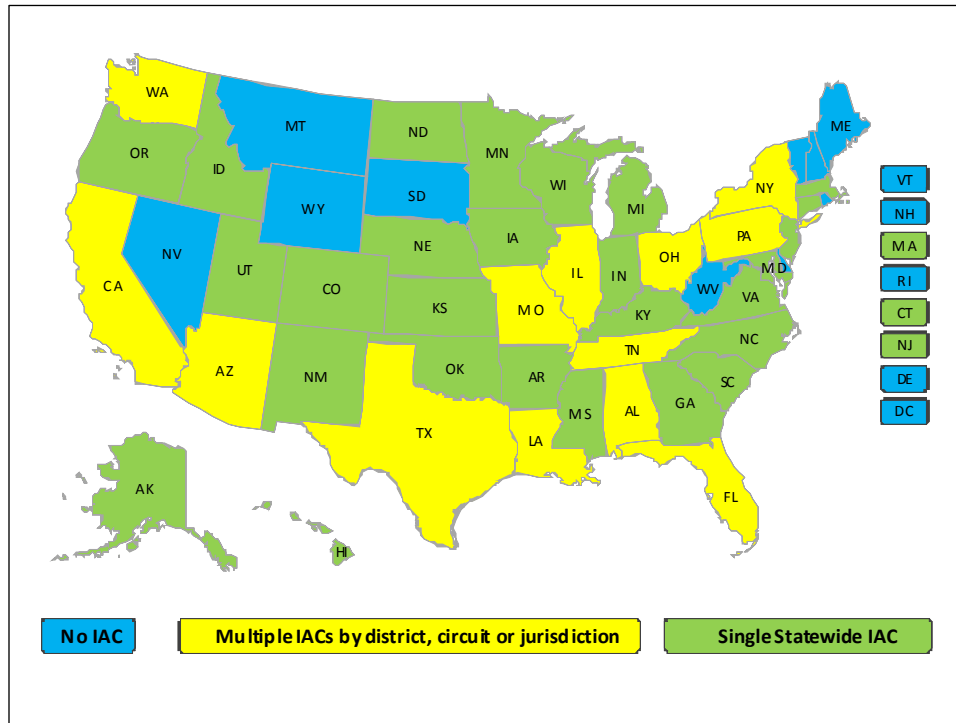 WA
MT
ND
ME
OR
MN
ID
WI
VT
SD
NY
WY
MI
NH
IA
PA
NE
MA
NV
OH
IL
IN
MD
UT
RI
CA
CO
WV
VA
KS
MO
KY
CT
NC
TN
NJ
AZ
OK
NM
AR
SC
DE
MS
AL
GA
DC
TX
LA
FL
AK
HI
No IAC
Multiple IACs by district, circuit or jurisdiction
Single Statewide IAC